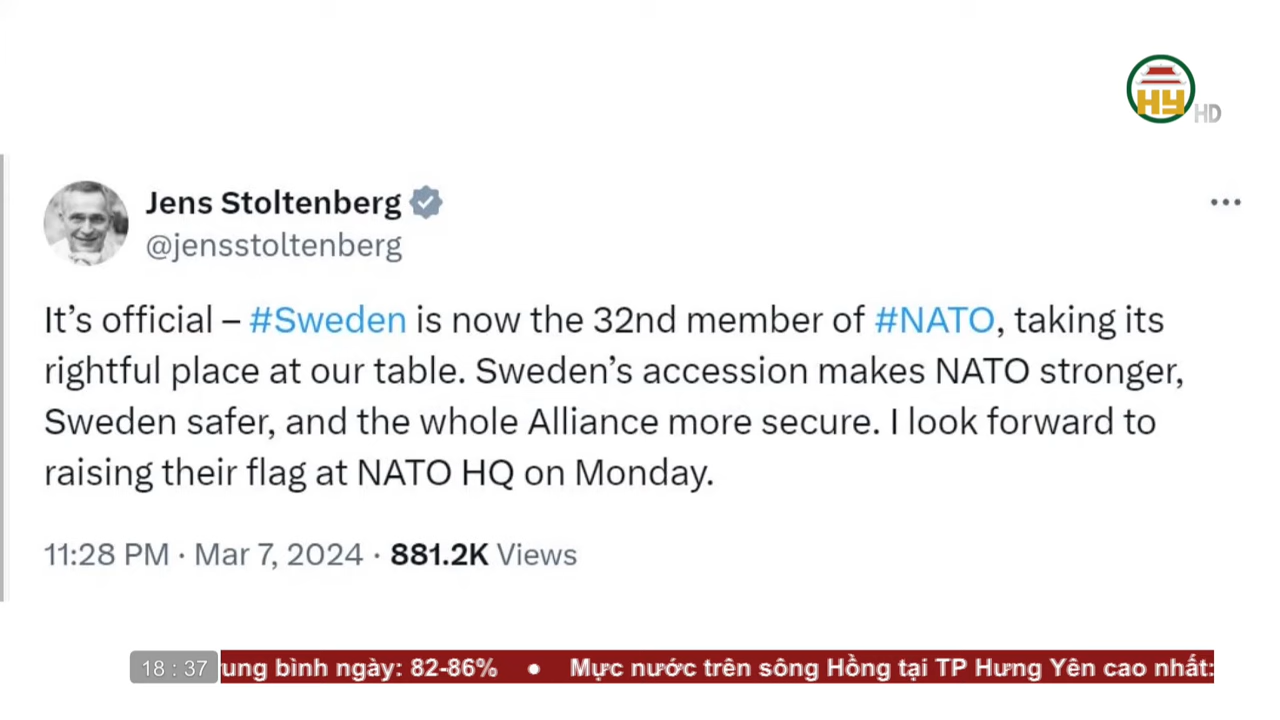 HY HD
Jens Stoltenberg
@jensstoltenberg
It’s official – #Sweden is now the 32nd member of #NATO, taking its
rightful place at our table. Sweden’s accession makes NATO stronger,
Sweden safer, and the whole Alliance more secure. I look forward to
raising their flag at NATO HQ on Monday.
11:28 PM · Mar 7, 2024 · 881.2K Views
18 : 37 ung bình ngày: 82-86% • Mực nước trên sông Hồng tại TP Hưng Yên cao nhất: